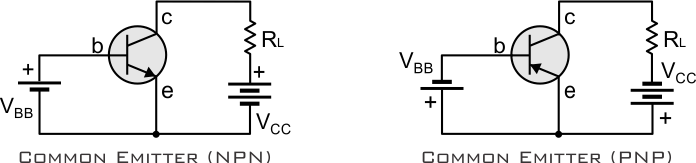 c
b
RL
+
+
e
VBB
VCC
COMMON EMITTER (NPN)
c
b
RL
VBB
VCC
+
e
+
COMMON EMITTER (PNP)